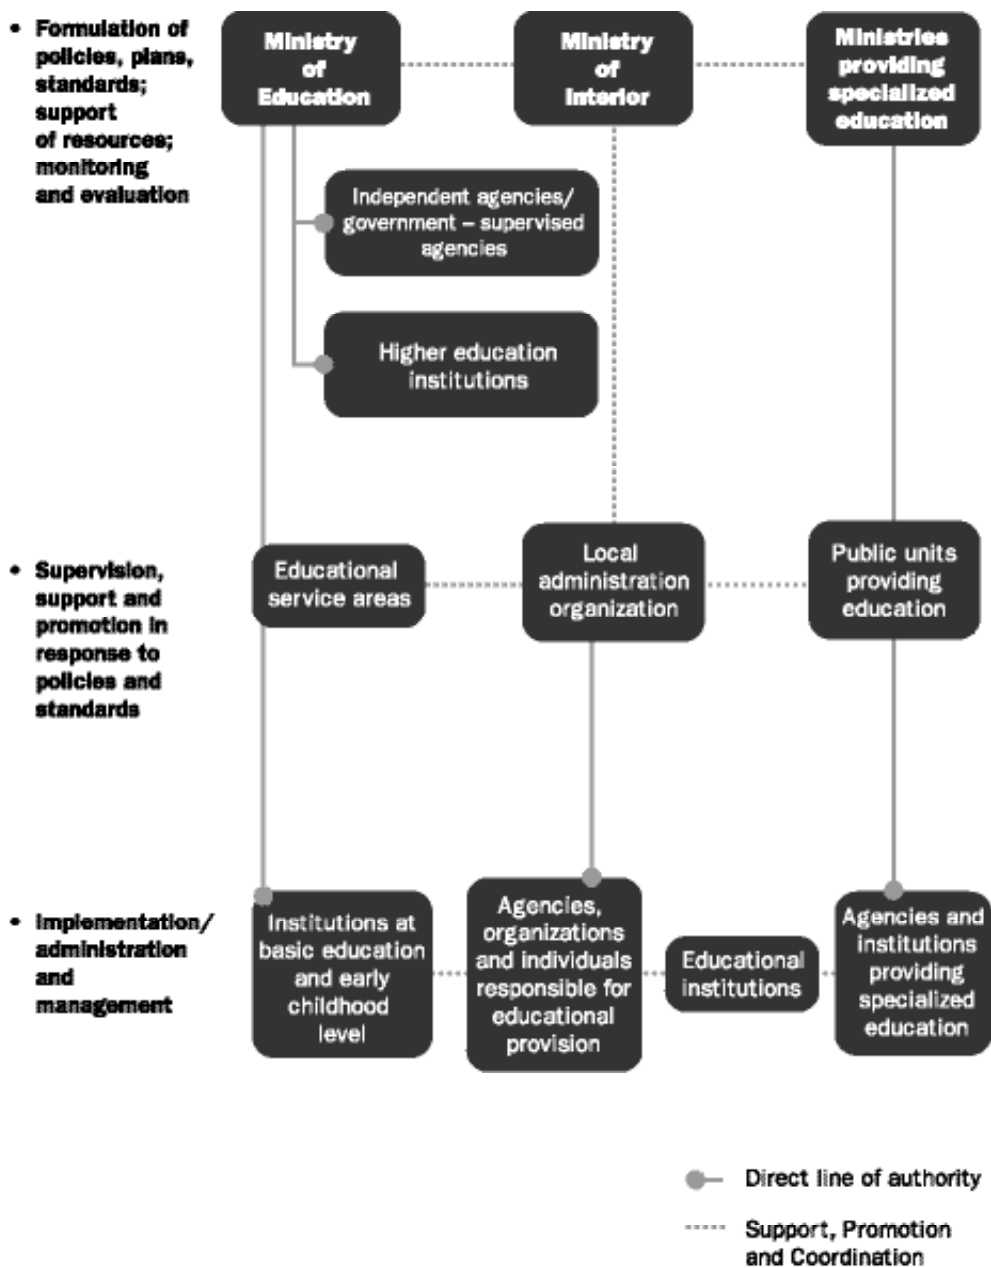 • Formulation of
policies, plans,
standards;
support
of resources;
monitoring
and evaluation
Ministry
of
Education
Ministry
of
Interior
Ministries
providing
specialized
education
Independent agencies/
government – supervised
agencies
Higher education
institutions
• Supervision,
support and
promotion in
response to
policies and
standards
Educational
service areas
Local
administration
organization
Public units
providing
education
• Implementation/
administration
and
management
Institutions at
basic education
and early
childhood
level
Agencies,
organizations
and individuals
responsible for
educational
provision
Educational
institutions
Agencies and
institutions
providing
specialized
education
Direct line of authority
Support, Promotion
and Coordination